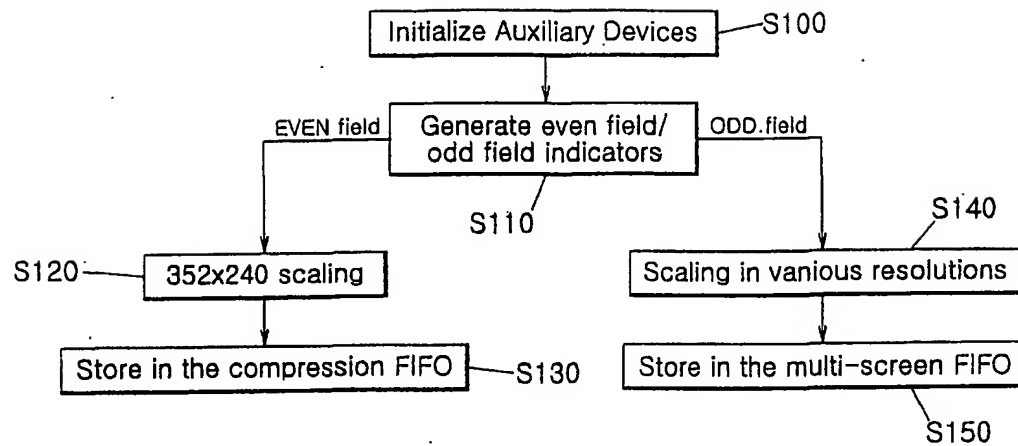 Initialize Auxiliary Devices
S100
EVEN field
Generate even field/
odd field indicators
ODD.field
S110
S140
S120
352x240 scaling
Scaling in vanious resolutions
Store in the compression FIFO
S130
Store in the multi-screen FIFO
S150